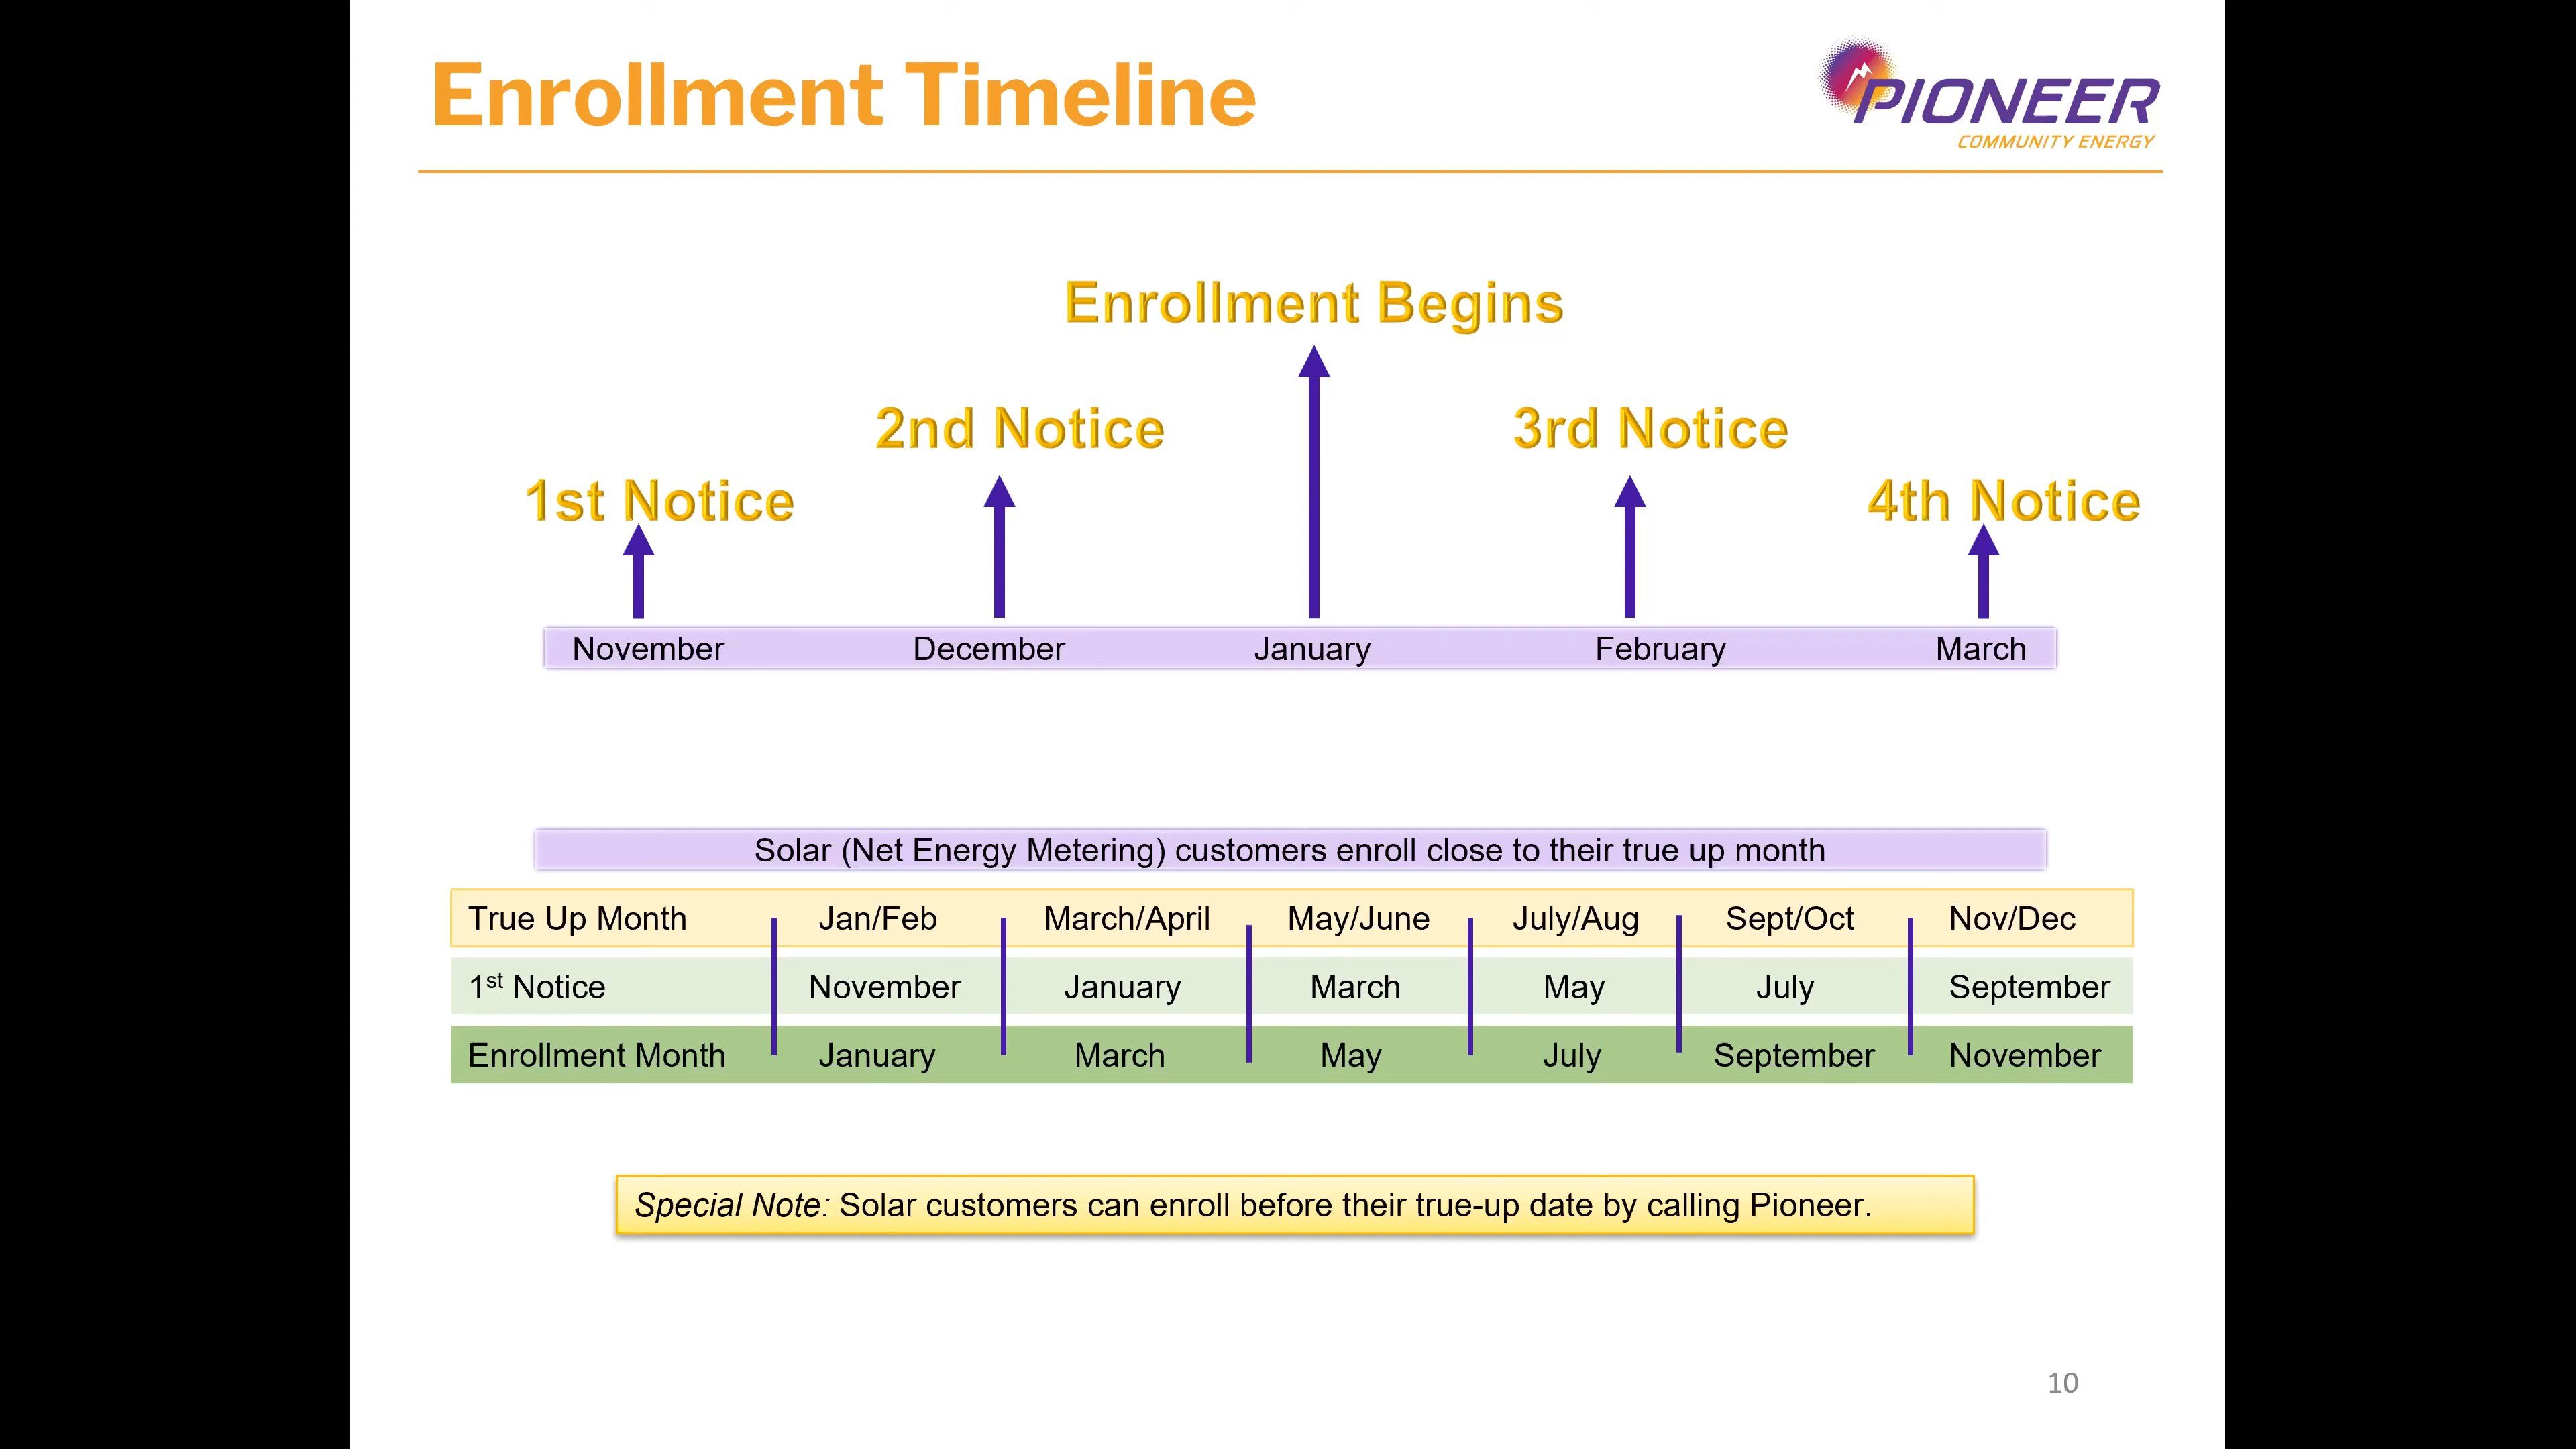 Enrollment Timeline
PIONEER
COMMUNITY ENERGY
Enrollment Begins
2nd Notice
3rd Notice
1st Notice
4th Notice
November December January February March
Solar (Net Energy Metering) customers enroll close to their true up month
True Up Month Jan/Feb March/April May/June July/Aug Sept/Oct Nov/Dec
1st Notice November January March May July September
Enrollment Month January March May July September November
Special Note: Solar customers can enroll before their true-up date by calling Pioneer.
10